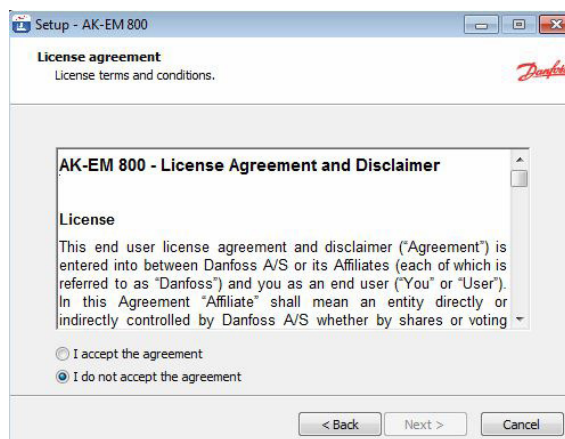 Setup - AK-EM 800
License agreement
License terms and conditions.
AK-EM 800 - License Agreement and Disclaimer
License
This end user license agreement and disclaimer (“Agreement”) is
entered into between Danfoss A/S or its Affiliates (each of which is
referred to as “Danfoss”) and you as an end user (“You” or “User”).
In this Agreement “Affiliate” shall mean an entity directly or
indirectly controlled by Danfoss A/S whether by shares or voting
I accept the agreement
I do not accept the agreement
< Back Next > Cancel